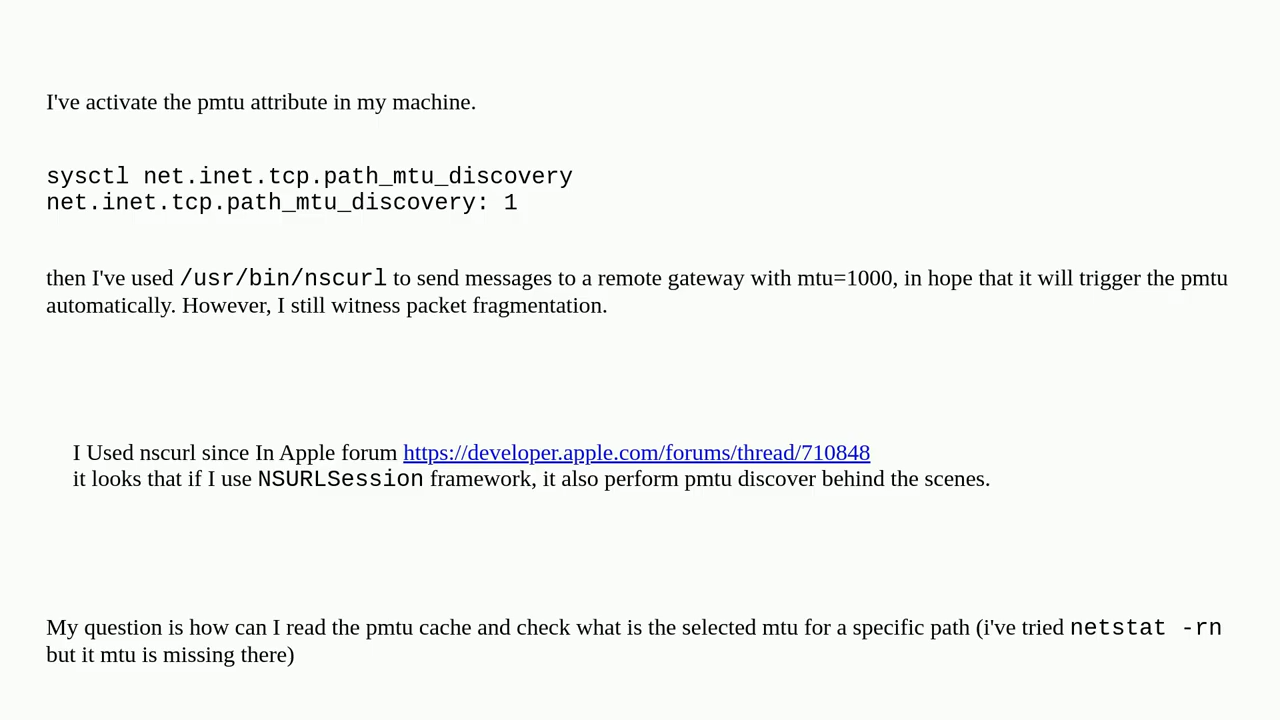 I've activate the pmtu attribute in my machine.
sysctl net.inet.tcp.path_mtu_discovery
net.inet.tcp.path_mtu_discovery: 1
then I've used /usr/bin/nscurl to send messages to a remote gateway with mtu=1000, in hope that it will trigger the pmtu
automatically. However, I still witness packet fragmentation.
I Used nscurl since In Apple forum https://developer.apple.com/forums/thread/710848
it looks that if I use NSURLSession framework, it also perform pmtu discover behind the scenes.
My question is how can I read the pmtu cache and check what is the selected mtu for a specific path (i've tried netstat -rn
but it mtu is missing there)